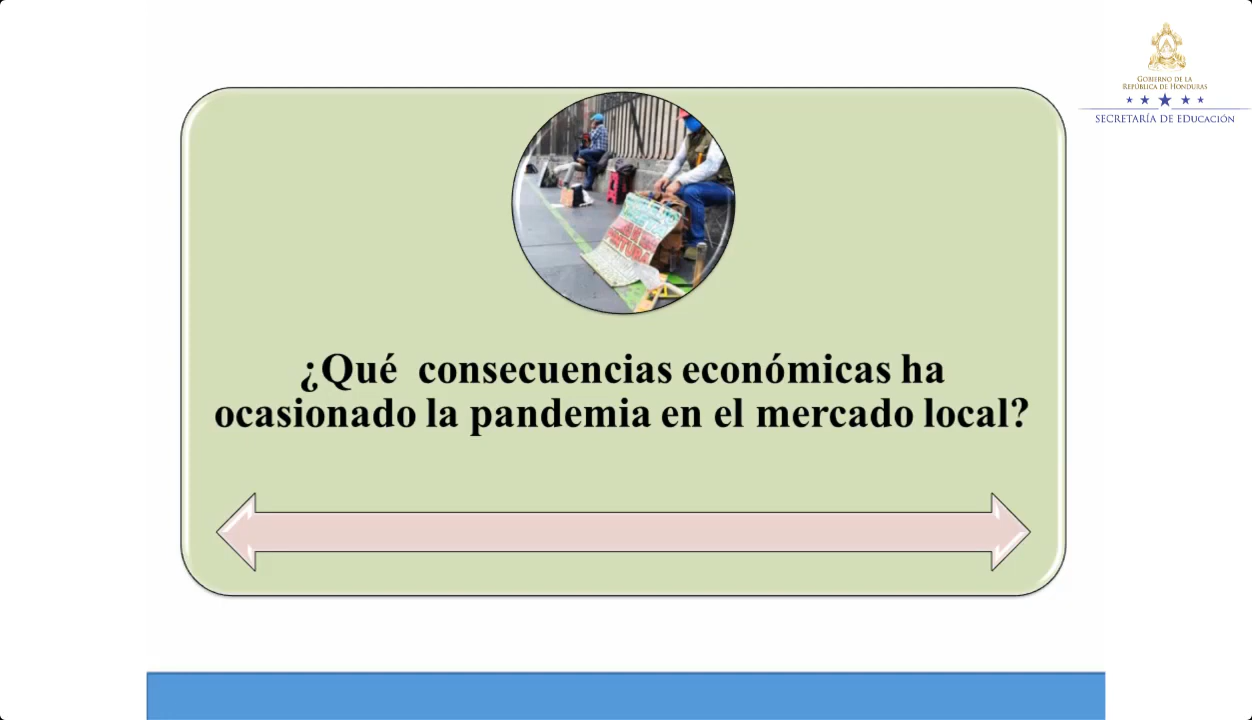 GOBIERNO DE LA
REPÚBLICA DE HONDURAS
SECRETARÍA DE EDUCACIÓN
¿Qué consecuencias económicas ha
ocasionado la pandemia en el mercado local?